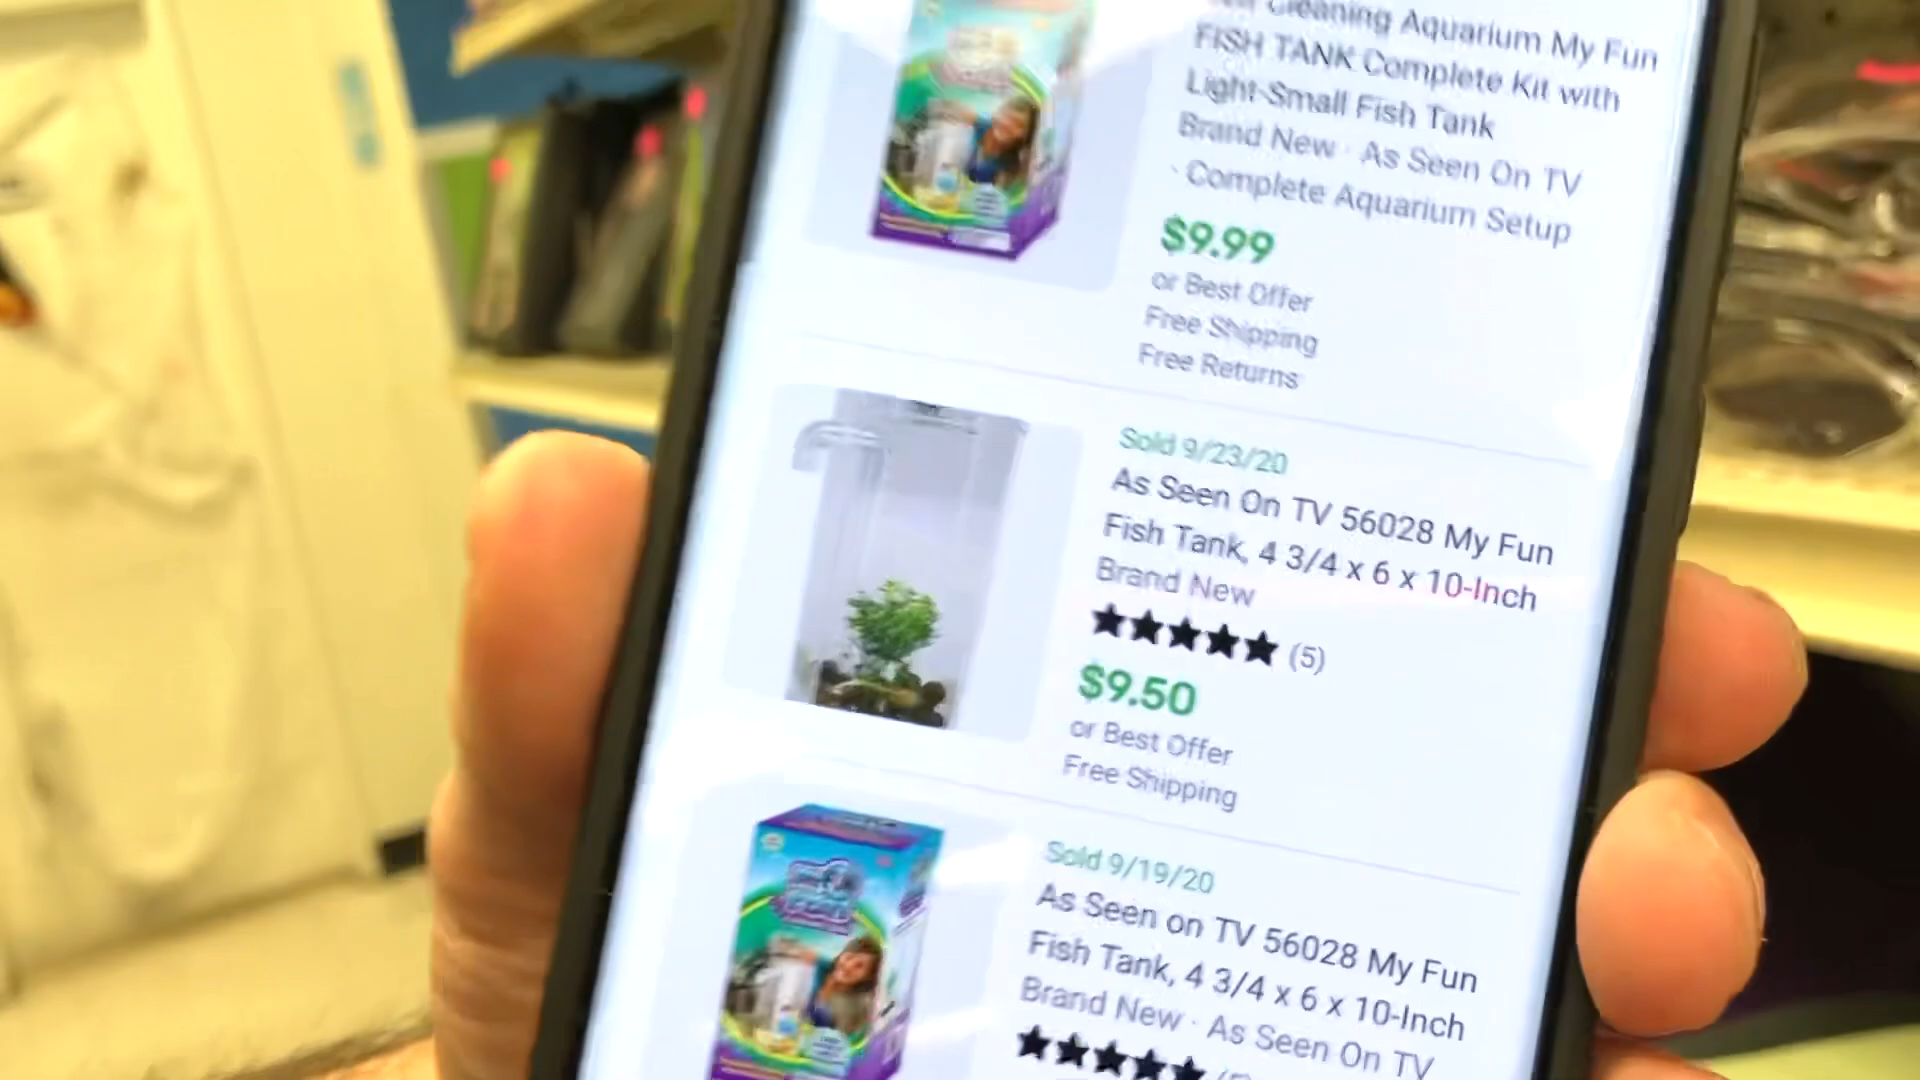 Cleaning Aquarium My Fun
FISH TANK Complete Kit with
Light-Small Fish Tank
Brand New · As Seen On TV
· Complete Aquarium Setup
$9.99
or Best Offer
Free Shipping
Free Returns
Sold 9/23/20
As Seen On TV 56028 My Fun
Fish Tank, 4 3/4 x 6 x 10-Inch
Brand New
(5)
$9.50
or Best Offer
Free Shipping
Sold 9/19/20
As Seen on TV 56028 My Fun
Fish Tank, 4 3/4 x 6 x 10-Inch
Brand New · As Seen On TV